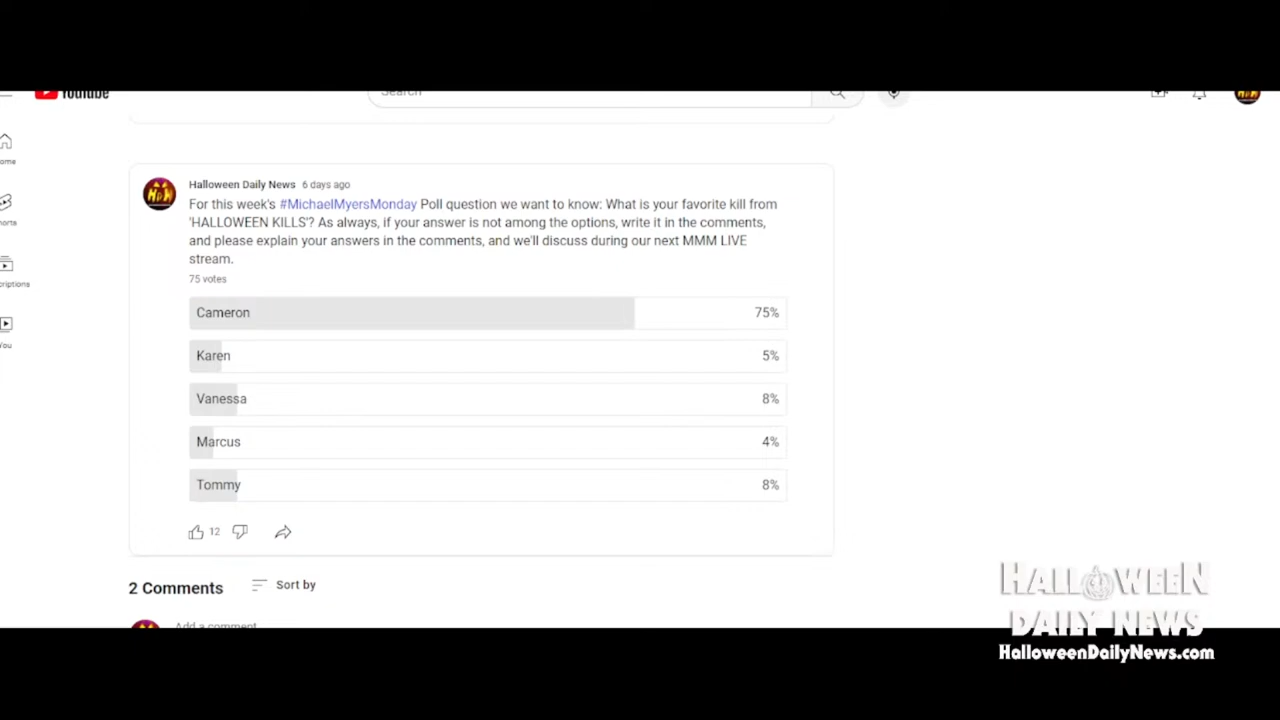 YouTube
Search
ome
Halloween Daily News 6 days ago
For this week's #MichaelMyersMonday Poll question we want to know: What is your favorite kill from
'HALLOWEEN KILLS'? As always, if your answer is not among the options, write it in the comments,
and please explain your answers in the comments, and we'll discuss during our next MMM LIVE
stream.
horts
75 votes
criptions
Cameron 75%
You
Karen 5%
Vanessa 8%
Marcus 4%
Tommy 8%
12
2 Comments Sort by
Add a comment
HALLOWEEN
DAILY NEWS
HalloweenDailyNews.com